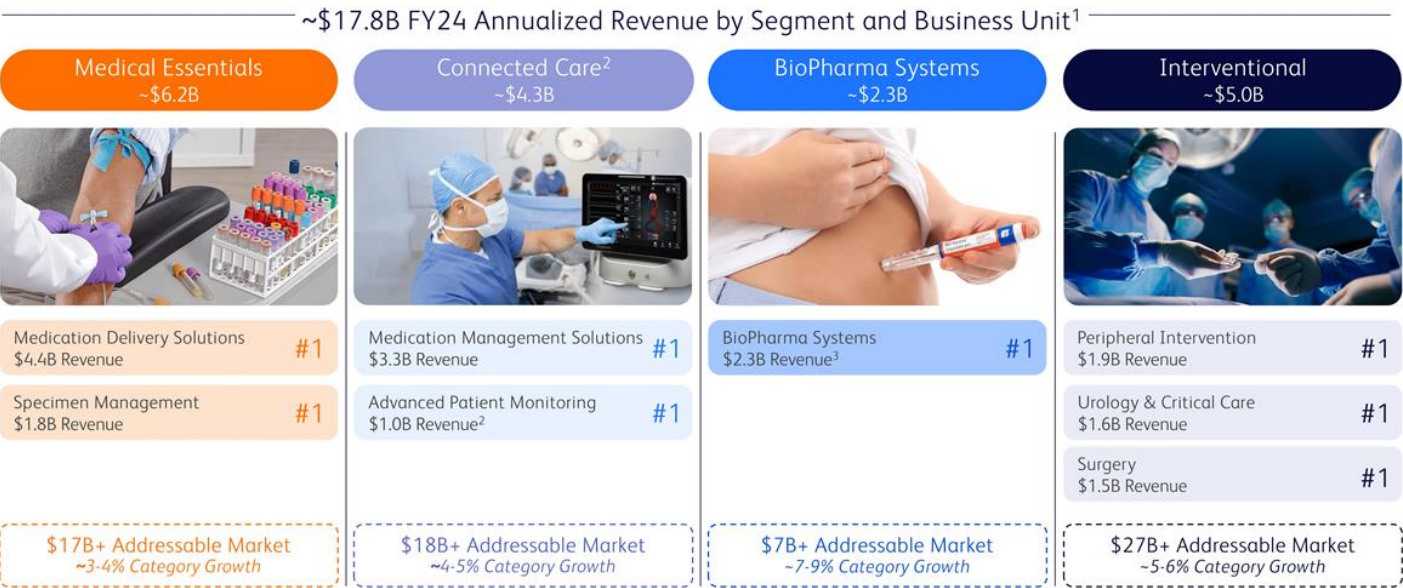 ~$17.8B FY24 Annualized Revenue by Segment and Business Unit¹
Medical Essentials
~$6.2B
Medication Delivery Solutions
$4.4B Revenue
#1
Specimen Management
$1.8B Revenue
#1
$17B+ Addressable Market
~3-4% Category Growth
Connected Care²
~$4.3B
Medication Management Solutions
$3.3B Revenue
#1
Advanced Patient Monitoring
$1.0B Revenue²
#1
$18B+ Addressable Market
~4-5% Category Growth
BioPharma Systems
~$2.3B
BioPharma Systems
$2.3B Revenue³
#1
$7B+ Addressable Market
~7-9% Category Growth
Interventional
~$5.0B
Peripheral Intervention
$1.9B Revenue
#1
Urology & Critical Care
$1.6B Revenue
#1
Surgery
$1.5B Revenue
#1
$27B+ Addressable Market
~5-6% Category Growth